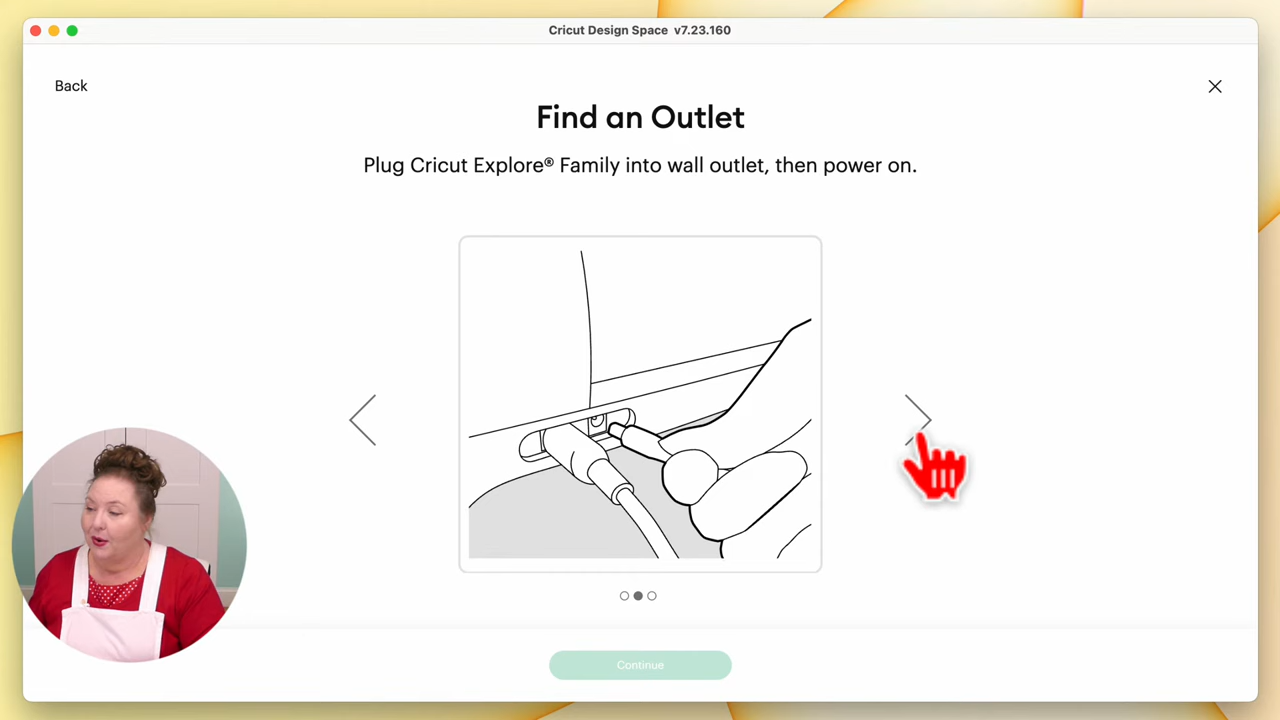 Cricut Design Space v7.23.160
Back
Find an Outlet
Plug Cricut Explore® Family into wall outlet, then power on.
Continue